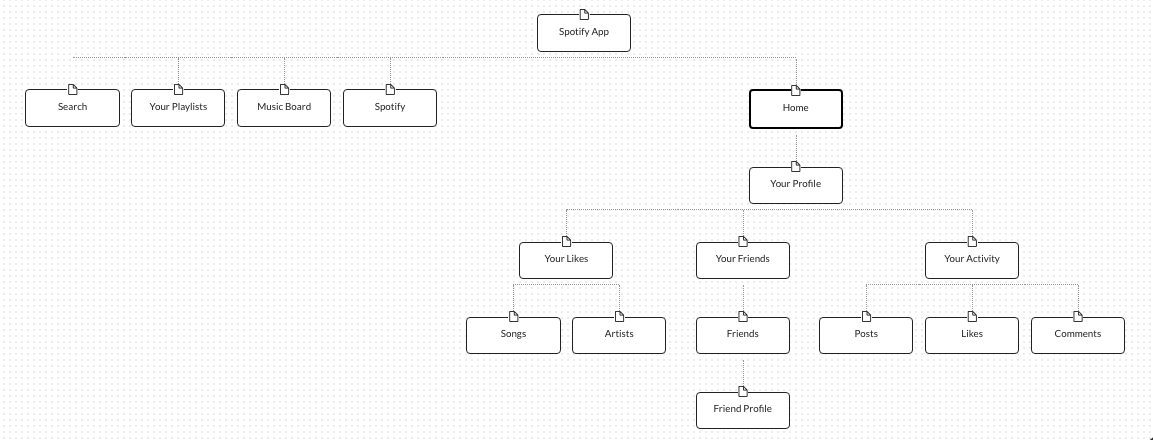 Spotify App
Search
Your Playlists
Music Board
Spotify
Home
Your Profile
Your Likes
Your Friends
Your Activity
Songs
Artists
Friends
Posts
Likes
Comments
Friend Profile